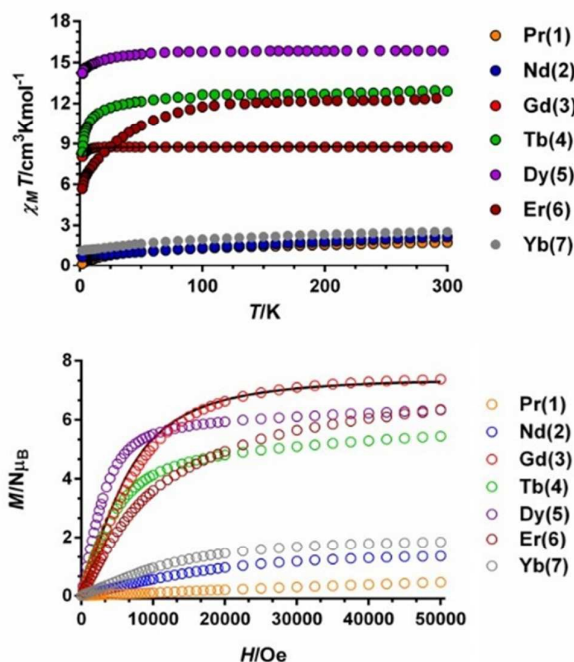 18
15
12
9
6
3
0
χM T/cm3Kmol-1
0 100 200 300
T/K
Pr(1)
Nd(2)
Gd(3)
Tb(4)
Dy(5)
Er(6)
Yb(7)
8
6
4
2
0
M/NμB
0 10000 20000 30000 40000 50000
H/Oe
Pr(1)
Nd(2)
Gd(3)
Tb(4)
Dy(5)
Er(6)
Yb(7)